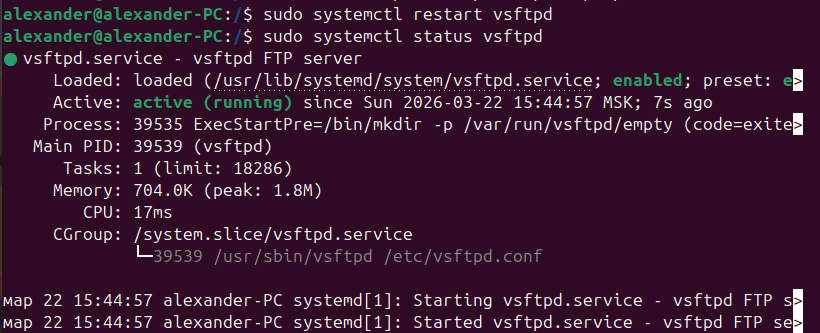 alexander@alexander-PC:/$ sudo systemctl restart vsftpd
alexander@alexander-PC:/$ sudo systemctl status vsftpd
● vsftpd.service - vsftpd FTP server
     Loaded: loaded (/usr/lib/systemd/system/vsftpd.service; enabled; preset: e>
     Active: active (running) since Sun 2026-03-22 15:44:57 MSK; 7s ago
    Process: 39535 ExecStartPre=/bin/mkdir -p /var/run/vsftpd/empty (code=exite>
   Main PID: 39539 (vsftpd)
      Tasks: 1 (limit: 18286)
     Memory: 704.0K (peak: 1.8M)
        CPU: 17ms
     CGroup: /system.slice/vsftpd.service
             └─39539 /usr/sbin/vsftpd /etc/vsftpd.conf
мар 22 15:44:57 alexander-PC systemd[1]: Starting vsftpd.service - vsftpd FTP s>
мар 22 15:44:57 alexander-PC systemd[1]: Started vsftpd.service - vsftpd FTP se>